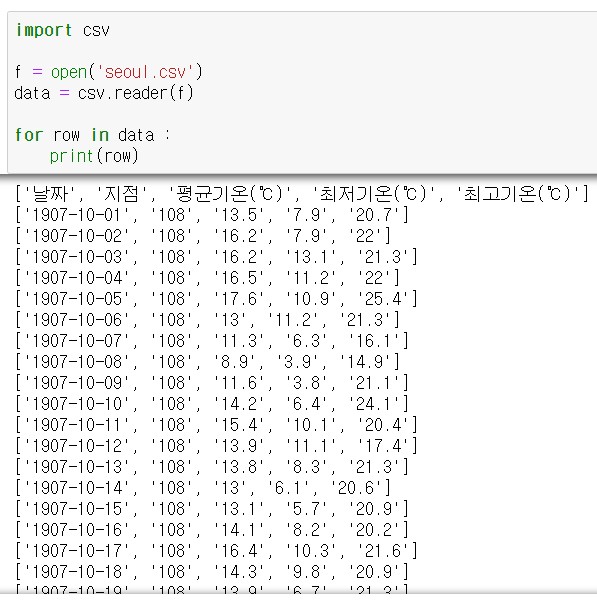 import csv
f = open('seoul.csv')
data = csv.reader(f)
for row in data :
    print(row)
['날짜', '지점', '평균기온(℃)', '최저기온(℃)', '최고기온(℃)']
['1907-10-01', '108', '13.5', '7.9', '20.7']
['1907-10-02', '108', '16.2', '7.9', '22']
['1907-10-03', '108', '16.2', '13.1', '21.3']
['1907-10-04', '108', '16.5', '11.2', '22']
['1907-10-05', '108', '17.6', '10.9', '25.4']
['1907-10-06', '108', '13', '11.2', '21.3']
['1907-10-07', '108', '11.3', '6.3', '16.1']
['1907-10-08', '108', '8.9', '3.9', '14.9']
['1907-10-09', '108', '11.6', '3.8', '21.1']
['1907-10-10', '108', '14.2', '6.4', '24.1']
['1907-10-11', '108', '15.4', '10.1', '20.4']
['1907-10-12', '108', '13.9', '11.1', '17.4']
['1907-10-13', '108', '13.8', '8.3', '21.3']
['1907-10-14', '108', '13', '6.1', '20.6']
['1907-10-15', '108', '13.1', '5.7', '20.9']
['1907-10-16', '108', '14.1', '8.2', '20.2']
['1907-10-17', '108', '16.4', '10.3', '21.6']
['1907-10-18', '108', '14.3', '9.8', '20.9']
['1907-10-19', '108', '13.9', '6.7', '21.3']